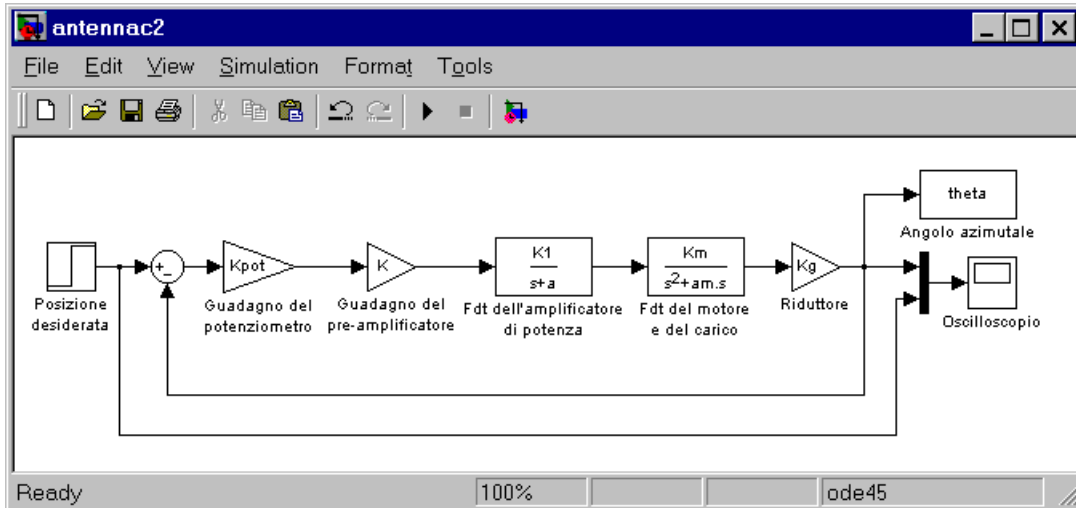 antennac2
File Edit View Simulation Format Tools
theta
Angolo azimutale
+
-
Kpot
K
K1
s+a
Km
s²+am.s
Kg
Posizione
desiderata
Guadagno del
potenziometro
Guadagno del
pre-amplificatore
Fdt dell'amplificatore
di potenza
Fdt del motore
e del carico
Riduttore
Oscilloscopio
Ready 100% ode45